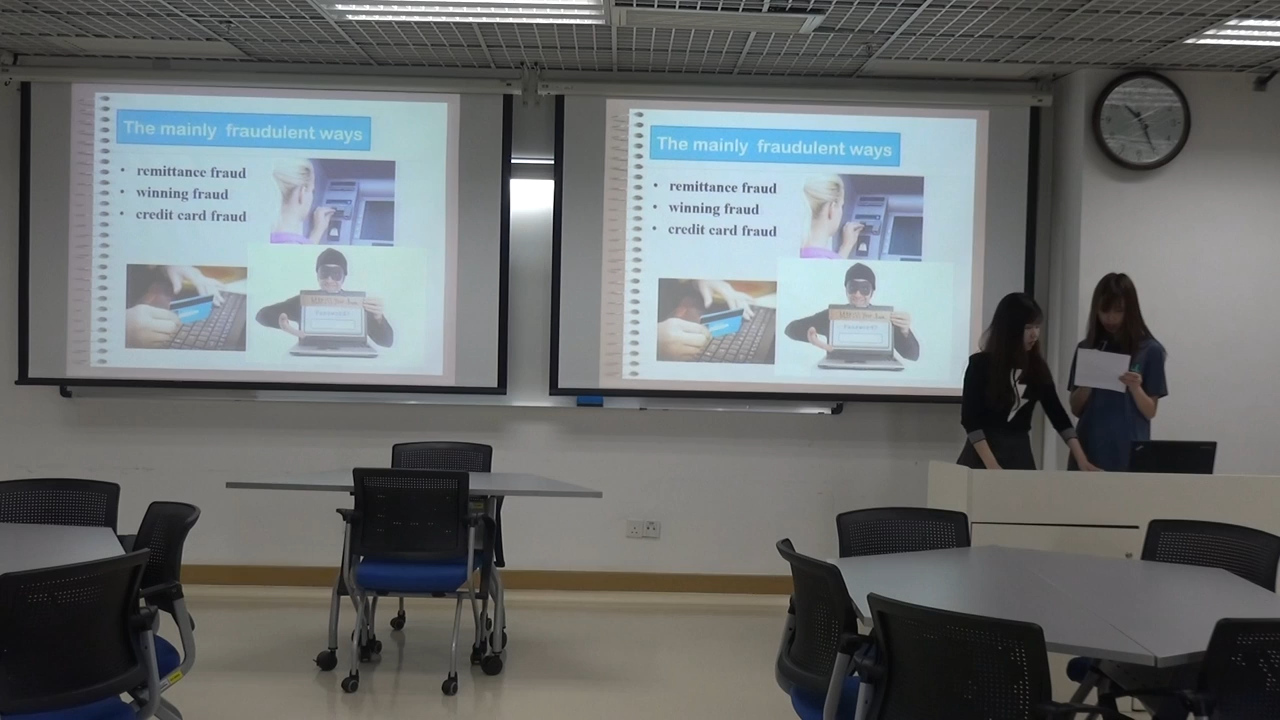 The mainly fraudulent ways
• remittance fraud
• winning fraud
• credit card fraud
The mainly fraudulent ways
• remittance fraud
• winning fraud
• credit card fraud